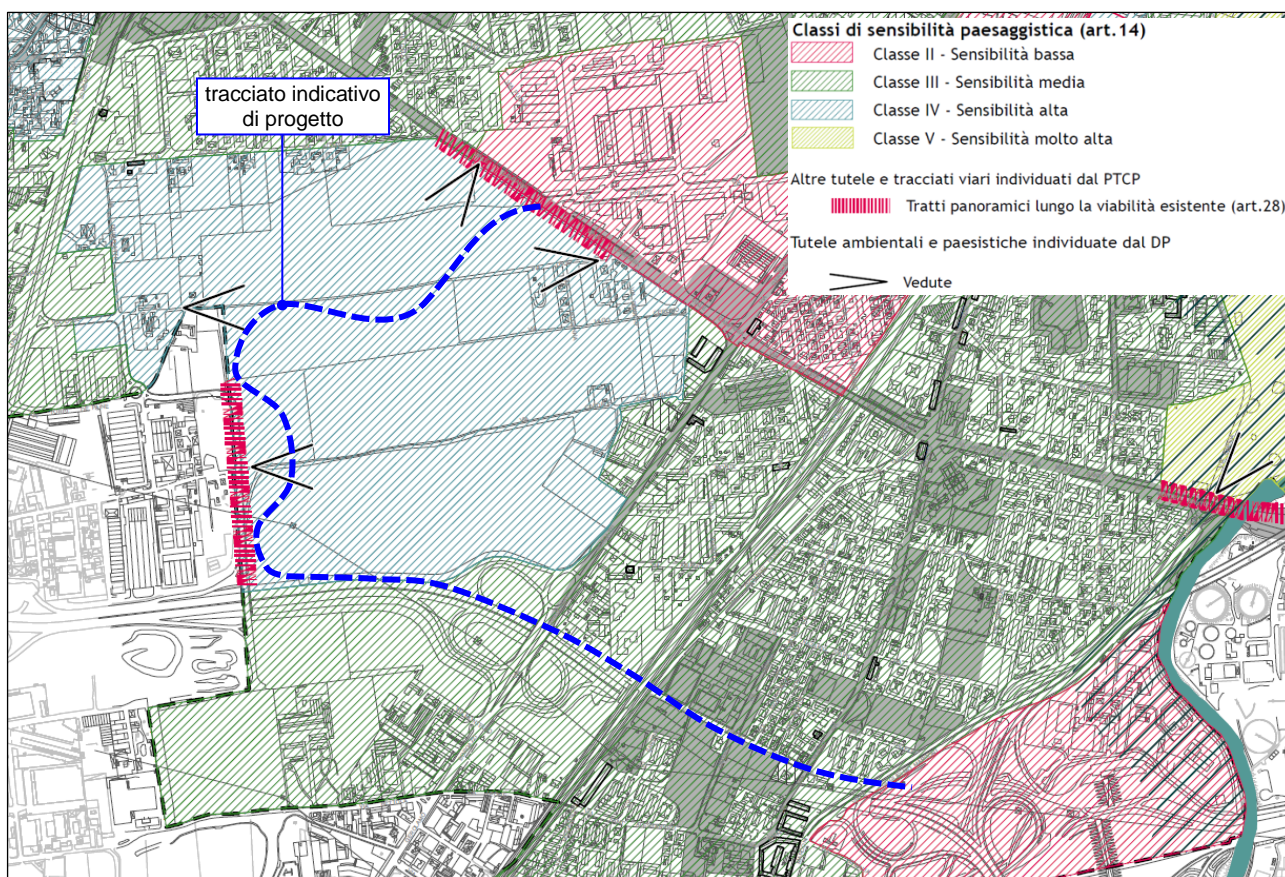 tracciato indicativo
di progetto
Classi di sensibilità paesaggistica (art.14)
Classe II - Sensibilità bassa
Classe III - Sensibilità media
Classe IV - Sensibilità alta
Classe V - Sensibilità molto alta
Altre tutele e tracciati viari individuati dal PTCP
Tratti panoramici lungo la viabilità esistente (art.28)
Tutele ambientali e paesistiche individuate dal DP
Vedute